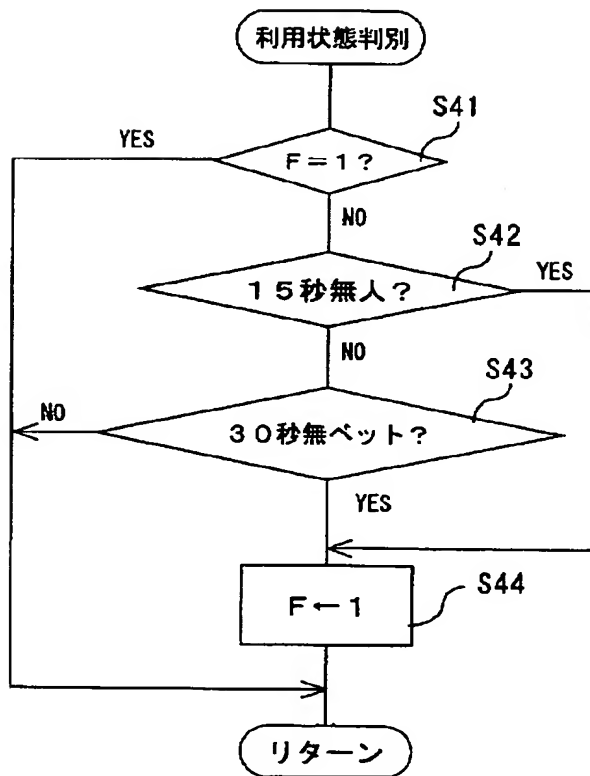 利用状態判別
S41
YES
F＝1？
NO
S42
YES
１５秒無人？
NO
S43
NO
３０秒無ベット？
YES
S44
F←１
リターン